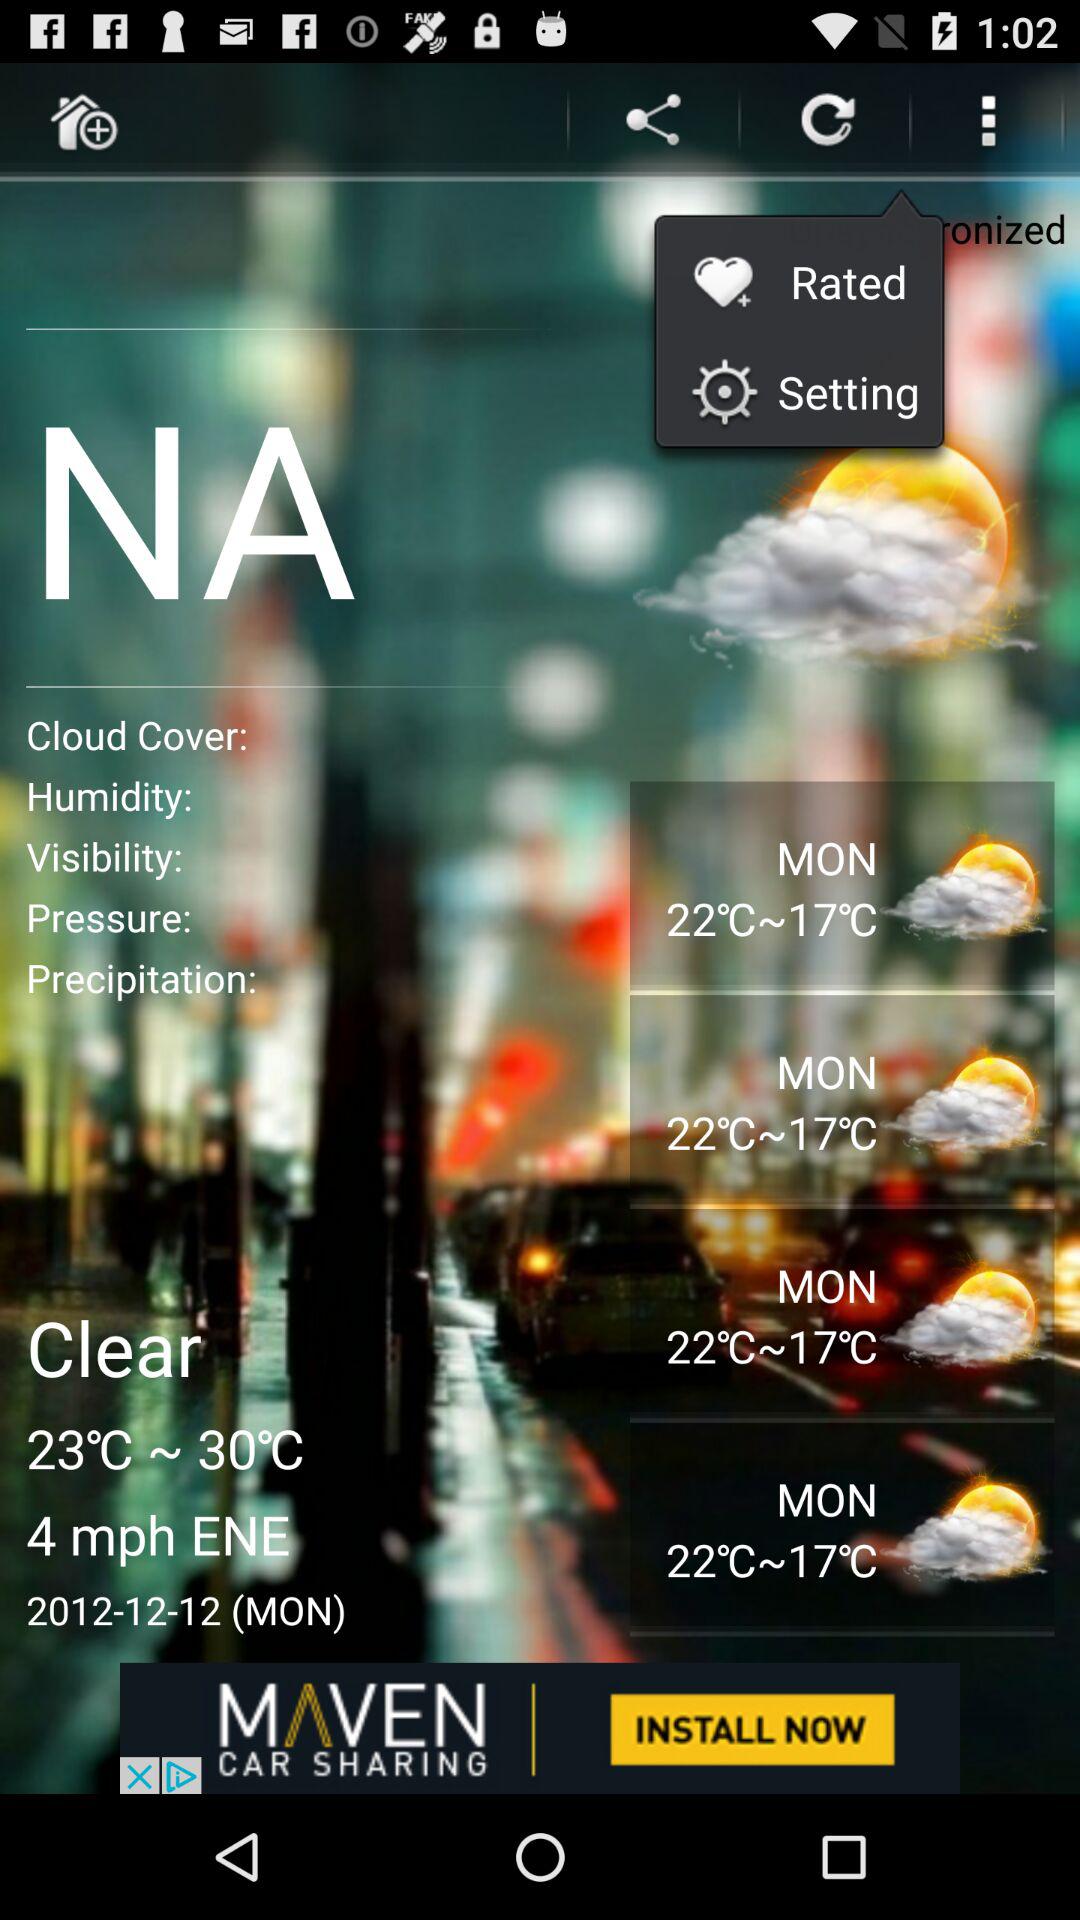 FAKE
1:02
ronized
Rated
Setting
NA
Cloud Cover:
Humidity:
Visibility:
Pressure:
Precipitation:
MON
22℃~17℃
MON
22℃~17℃
MON
22℃~17℃
MON
22℃~17℃
Clear
23℃ ~ 30℃
4 mph ENE
2012-12-12 (MON)
MAVEN
CAR SHARING
INSTALL NOW